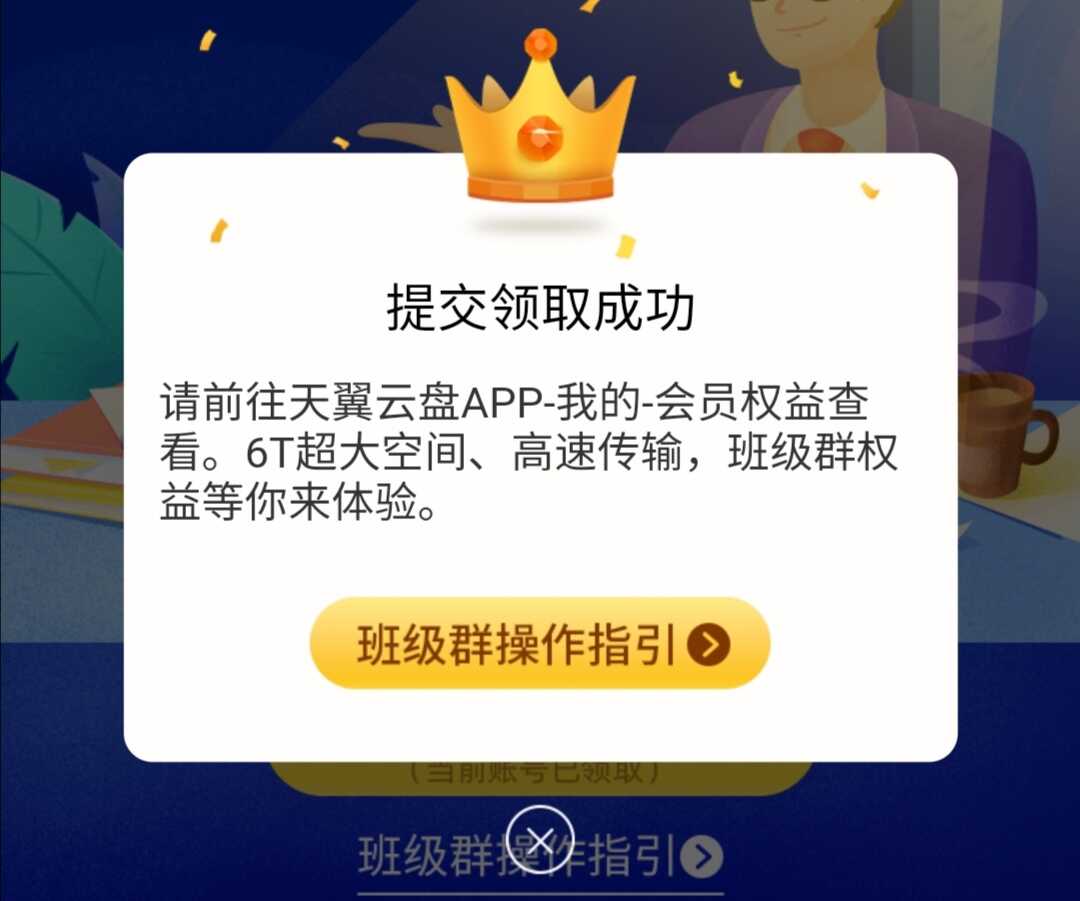 提交领取成功
请前往天翼云盘APP-我的-会员权益查
看。6T超大空间、高速传输，班级群权
益等你来体验。
班级群操作指引
（当前账号已领取）
班级群操作指引